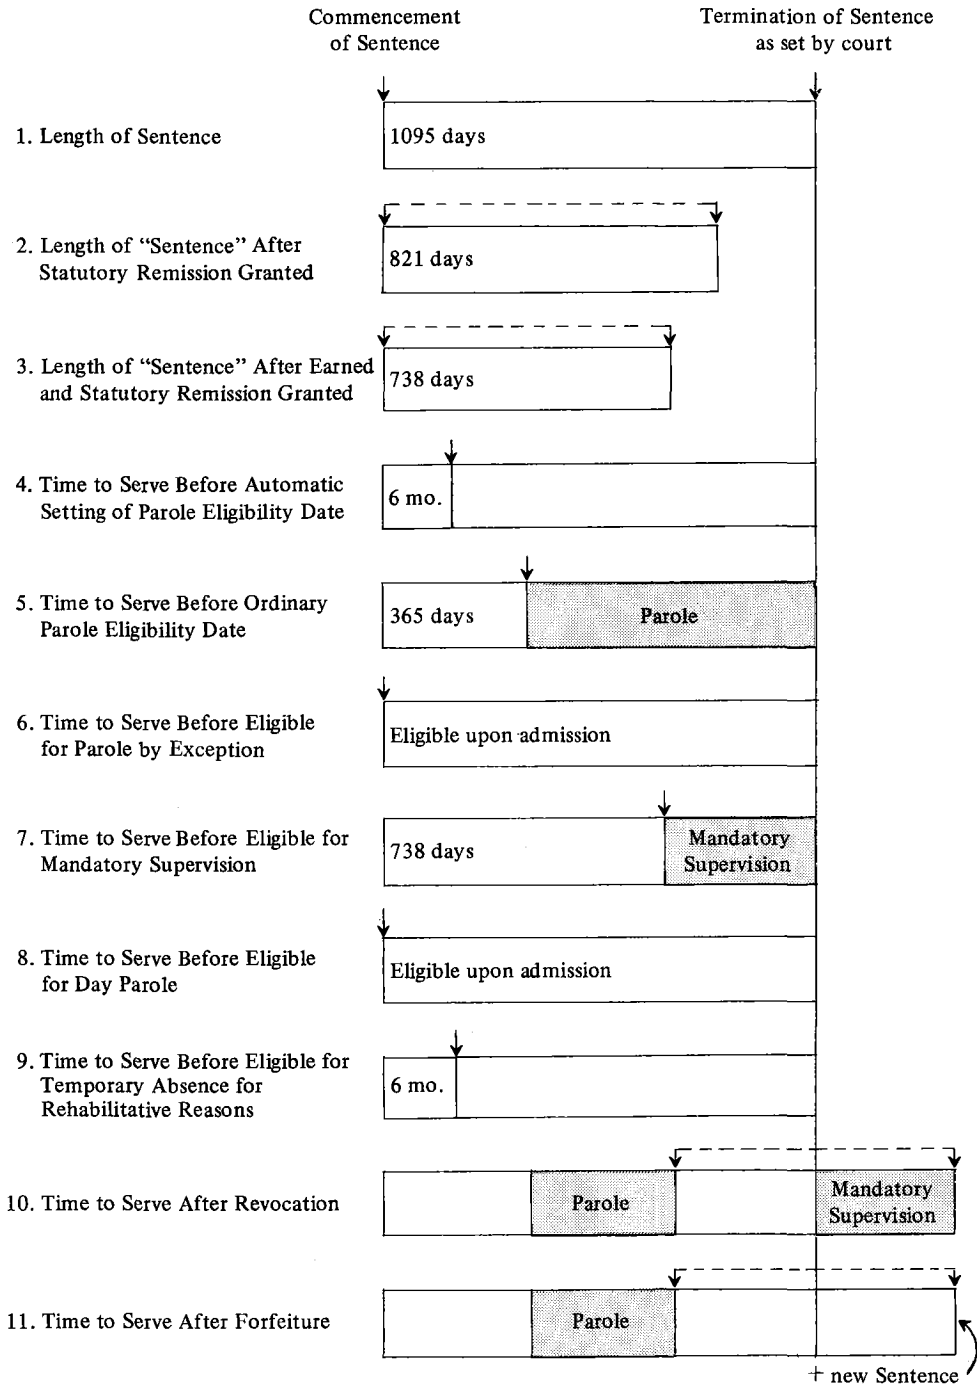 Commencement
of Sentence
Termination of Sentence
as set by court
1. Length of Sentence
1095 days
2. Length of “Sentence” After
Statutory Remission Granted
821 days
3. Length of “Sentence” After Earned
and Statutory Remission Granted
738 days
4. Time to Serve Before Automatic
Setting of Parole Eligibility Date
6 mo.
5. Time to Serve Before Ordinary
Parole Eligibility Date
365 days
Parole
6. Time to Serve Before Eligible
for Parole by Exception
Eligible upon admission
7. Time to Serve Before Eligible for
Mandatory Supervision
738 days
Mandatory
Supervision
8. Time to Serve Before Eligible
for Day Parole
Eligible upon admission
9. Time to Serve Before Eligible for
Temporary Absence for
Rehabilitative Reasons
6 mo.
10. Time to Serve After Revocation
Parole
Mandatory
Supervision
11. Time to Serve After Forfeiture
Parole
+ new Sentence